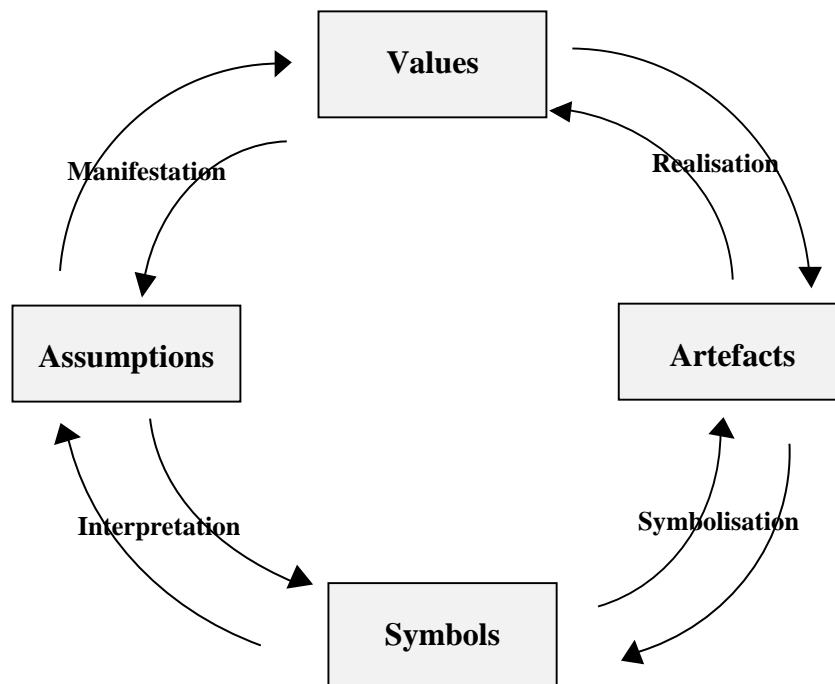 Values
Manifestation
Realisation
Assumptions
Artefacts
Interpretation
Symbolisation
Symbols